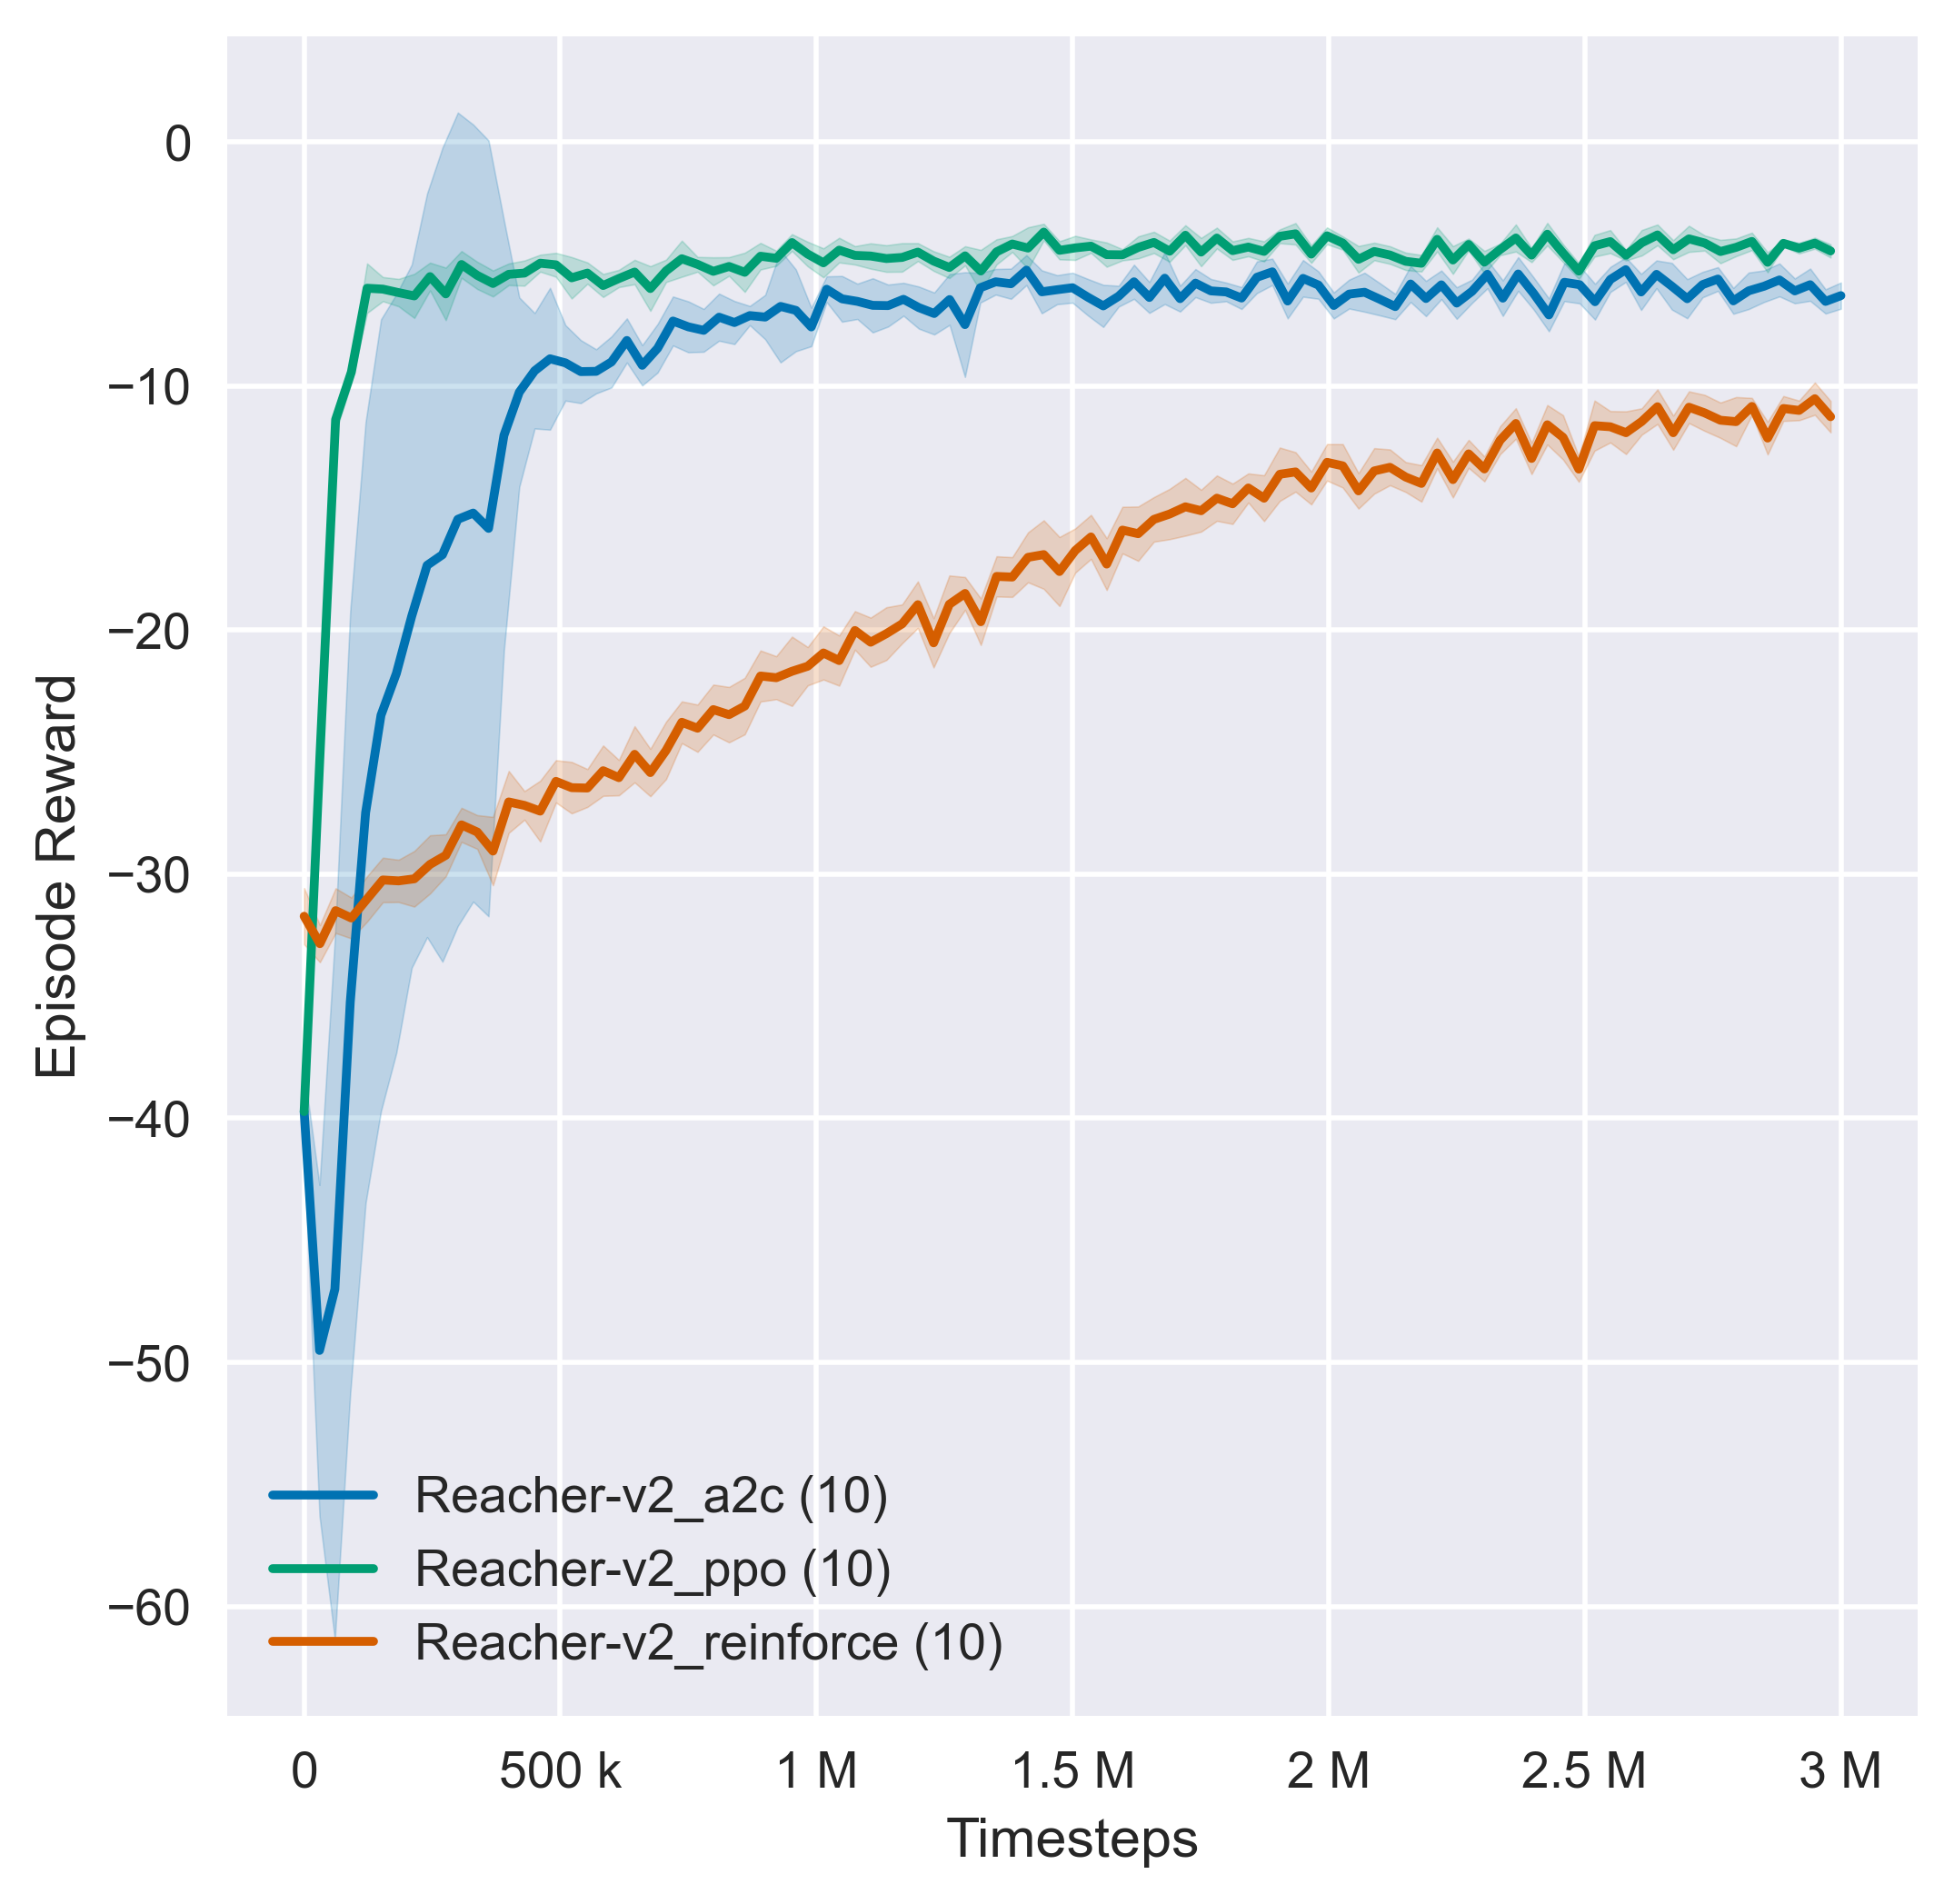 0
−10
−20
−30
−40
−50
−60
Episode Reward
Reacher-v2_a2c (10)
Reacher-v2_ppo (10)
Reacher-v2_reinforce (10)
0 500 k 1 M 1.5 M 2 M 2.5 M 3 M
Timesteps